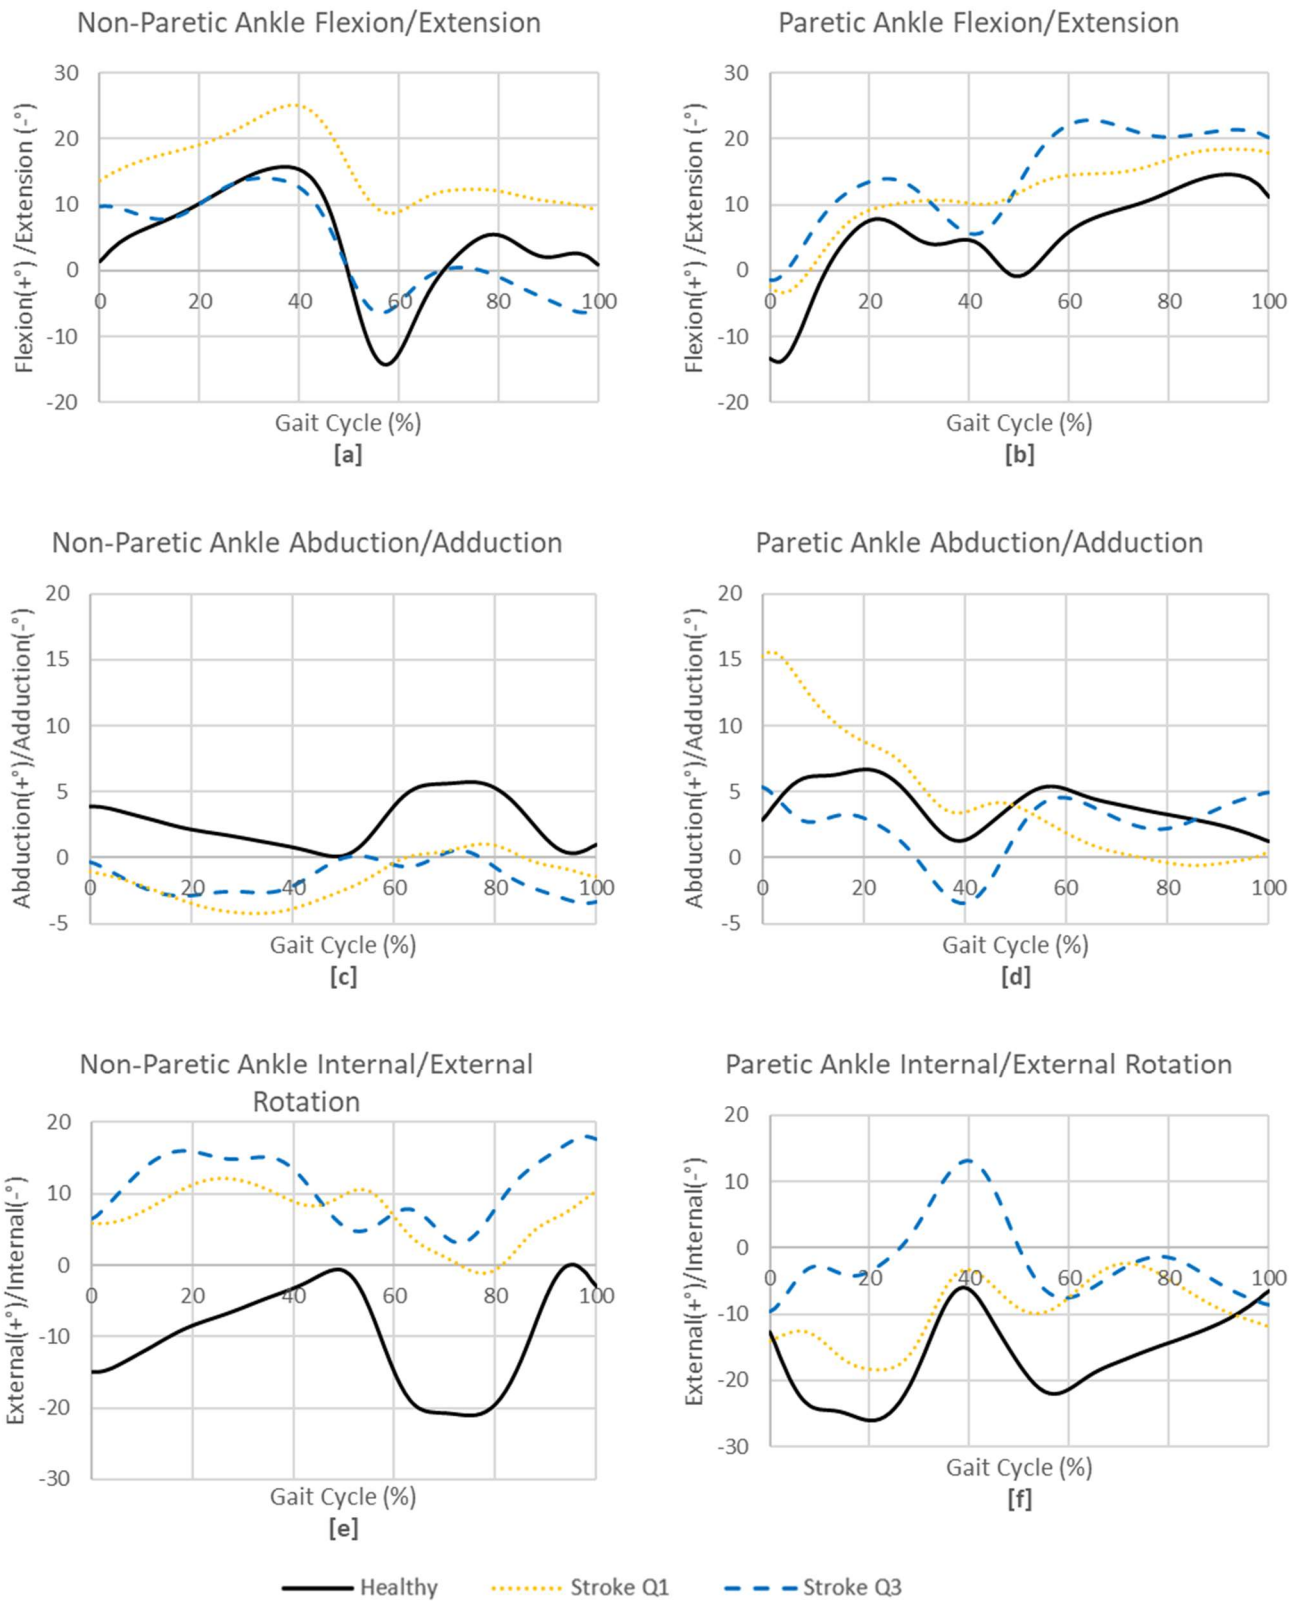 Non-Paretic Ankle Flexion/Extension
Flexion(+°) /Extension (-°)
30
20
10
0
-10
-20
0 20 40 60 80 100
Gait Cycle (%)
[a]
Paretic Ankle Flexion/Extension
Flexion(+°) /Extension (-°)
30
20
10
0
-10
-20
0 20 40 60 80 100
Gait Cycle (%)
[b]
Non-Paretic Ankle Abduction/Adduction
Abduction(+°)/Adduction(-°)
20
15
10
5
0
-5
0 20 40 60 80 100
Gait Cycle (%)
[c]
Paretic Ankle Abduction/Adduction
Abduction(+°)/Adduction(-°)
20
15
10
5
0
-5
0 20 40 60 80 100
Gait Cycle (%)
[d]
Non-Paretic Ankle Internal/External
Rotation
External(+°)/Internal(-°)
20
10
0
-10
-20
-30
0 20 40 60 80 100
Gait Cycle (%)
[e]
Paretic Ankle Internal/External Rotation
External(+°)/Internal(-°)
20
10
0
-10
-20
-30
0 20 40 60 80 100
Gait Cycle (%)
[f]
Healthy Stroke Q1 Stroke Q3